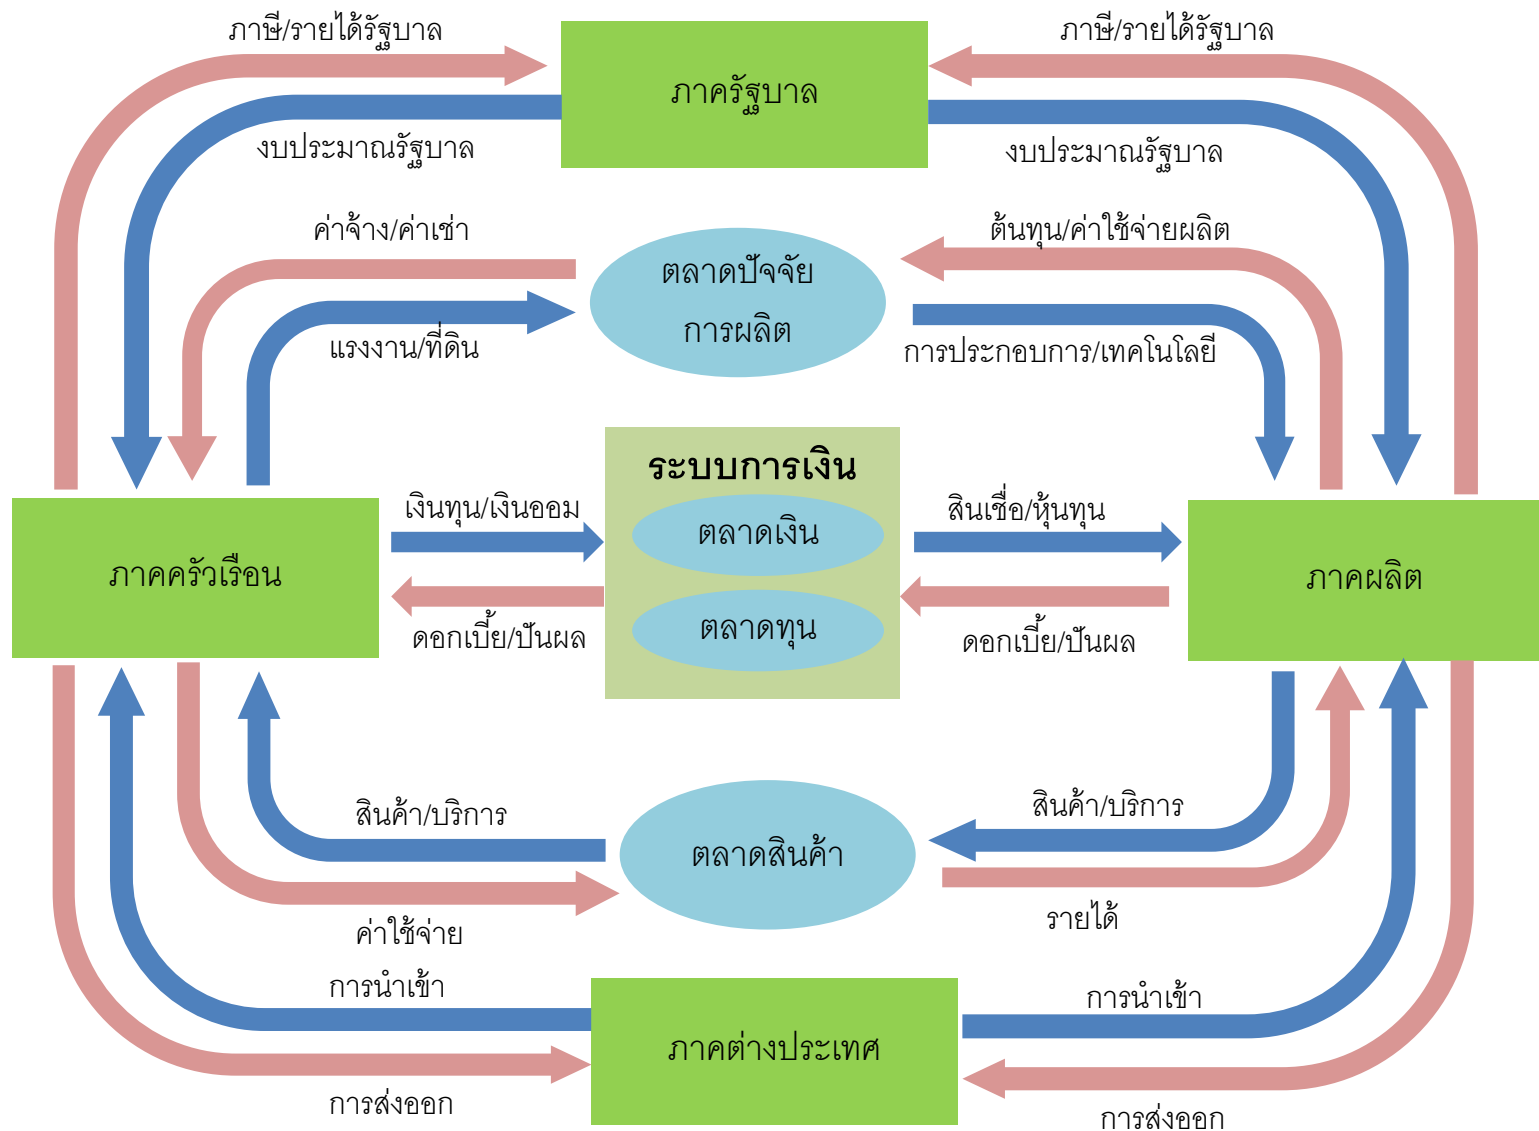 ภาษี/รายได้รัฐบาล
ภาษี/รายได้รัฐบาล
ภาครัฐบาล
งบประมาณรัฐบาล
งบประมาณรัฐบาล
ค่าจ้าง/ค่าเช่า
ต้นทุน/ค่าใช้จ่ายผลิต
ตลาดปัจจัย
การผลิต
แรงงาน/ที่ดิน
การประกอบการ/เทคโนโลยี
ระบบการเงิน
เงินทุน/เงินออม
สินเชื่อ/หุ้นทุน
ตลาดเงิน
ภาคครัวเรือน
ภาคผลิต
ตลาดทุน
ดอกเบี้ย/ปันผล
ดอกเบี้ย/ปันผล
สินค้า/บริการ
สินค้า/บริการ
ตลาดสินค้า
ค่าใช้จ่าย
รายได้
การนำเข้า
การนำเข้า
ภาคต่างประเทศ
การส่งออก
การส่งออก